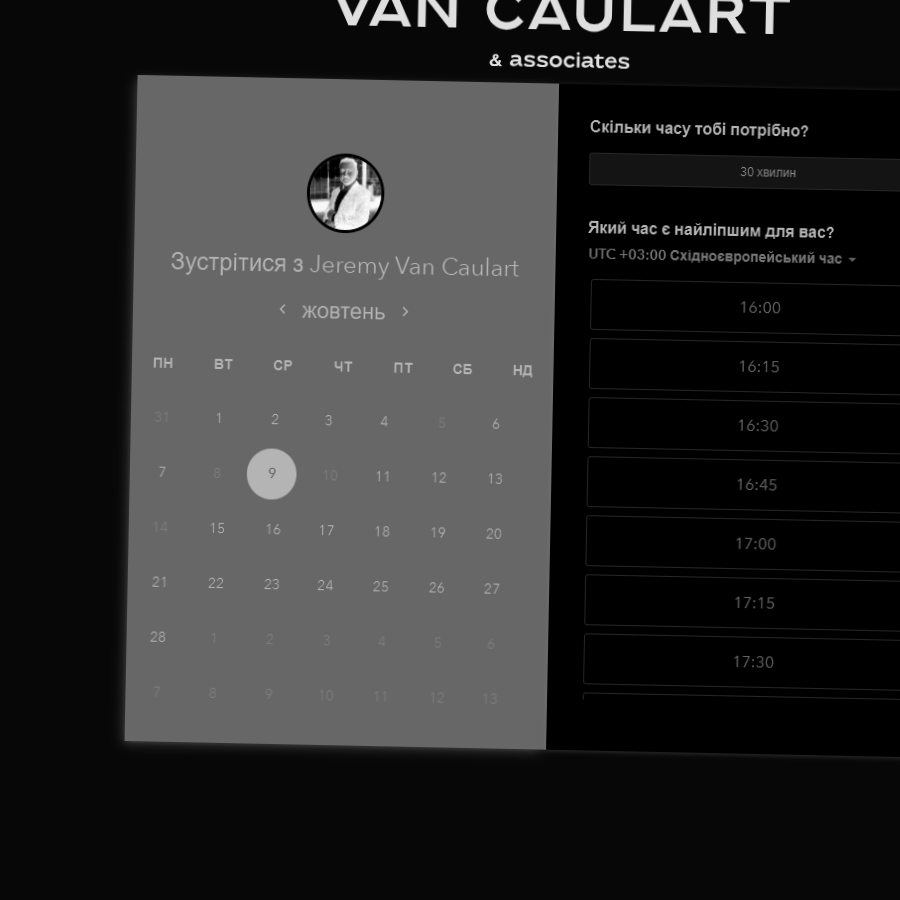 VAN CAULART
& associates
Зустрітися з Jeremy Van Caulart
жовтень
ПН ВТ СР ЧТ ПТ СБ НД
31 1 2 3 4 5 6
7 8 9 10 11 12 13
14 15 16 17 18 19 20
21 22 23 24 25 26 27
28 1 2 3 4 5 6
7 8 9 10 11 12 13
Скільки часу тобі потрібно?
30 хвилин
Який час є найліпшим для вас?
UTC +03:00 Східноєвропейський час
16:00
16:15
16:30
16:45
17:00
17:15
17:30